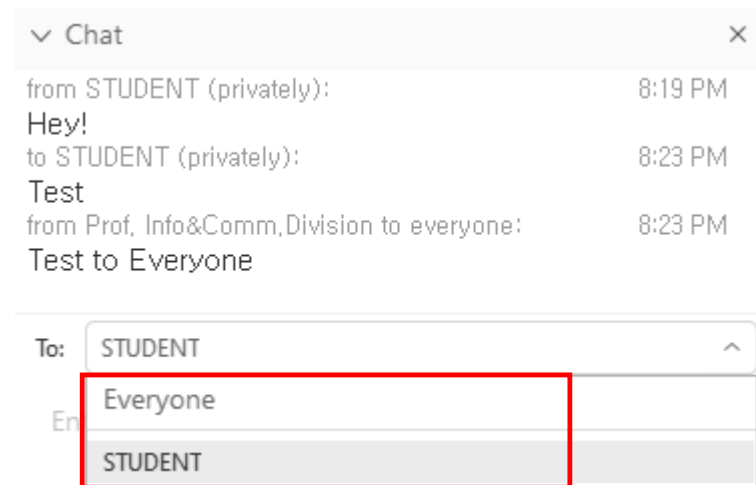 Chat
from STUDENT (privately): 8:19 PM
Hey!
to STUDENT (privately): 8:23 PM
Test
from Prof, Info&Comm,Division to everyone: 8:23 PM
Test to Everyone
To: STUDENT
Everyone
En
STUDENT